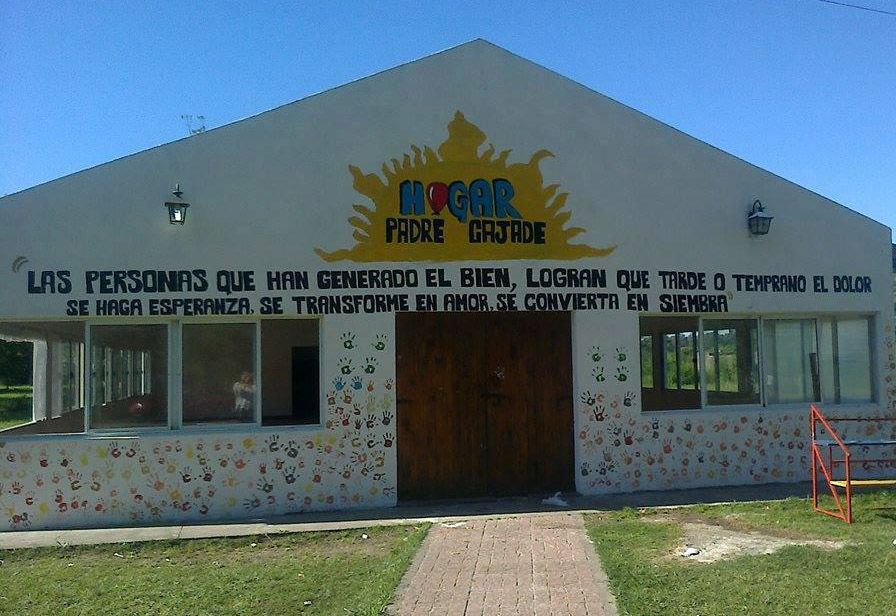 HOGAR
PADRE CAJADE
"LAS PERSONAS QUE HAN GENERADO EL BIEN, LOGRAN QUE TARDE O TEMPRANO EL DOLOR
SE HAGA ESPERANZA, SE TRANSFORME EN AMOR, SE CONVIERTA EN SIEMBRA"